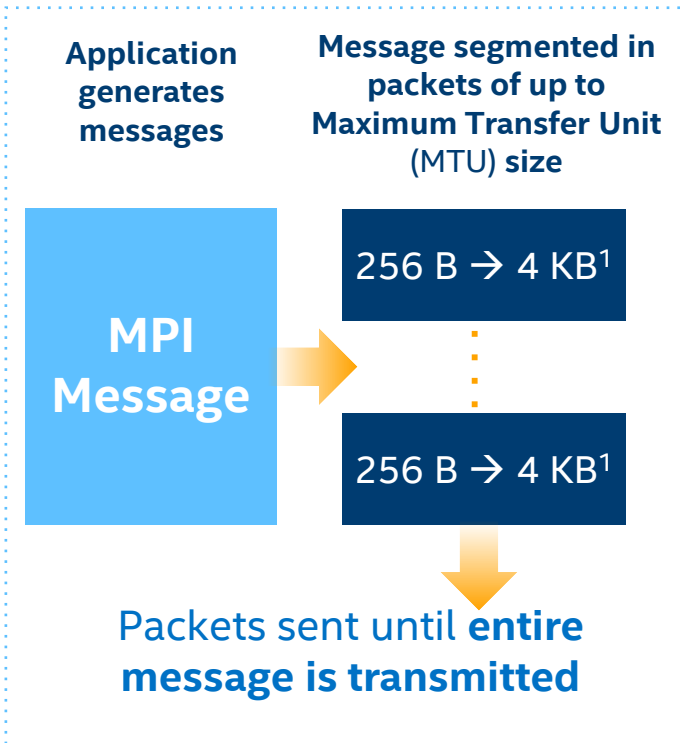 Application
generates
messages
Message segmented in
packets of up to
Maximum Transfer Unit
(MTU) size
MPI
Message
256 B → 4 KB¹
256 B → 4 KB¹
Packets sent until entire
message is transmitted